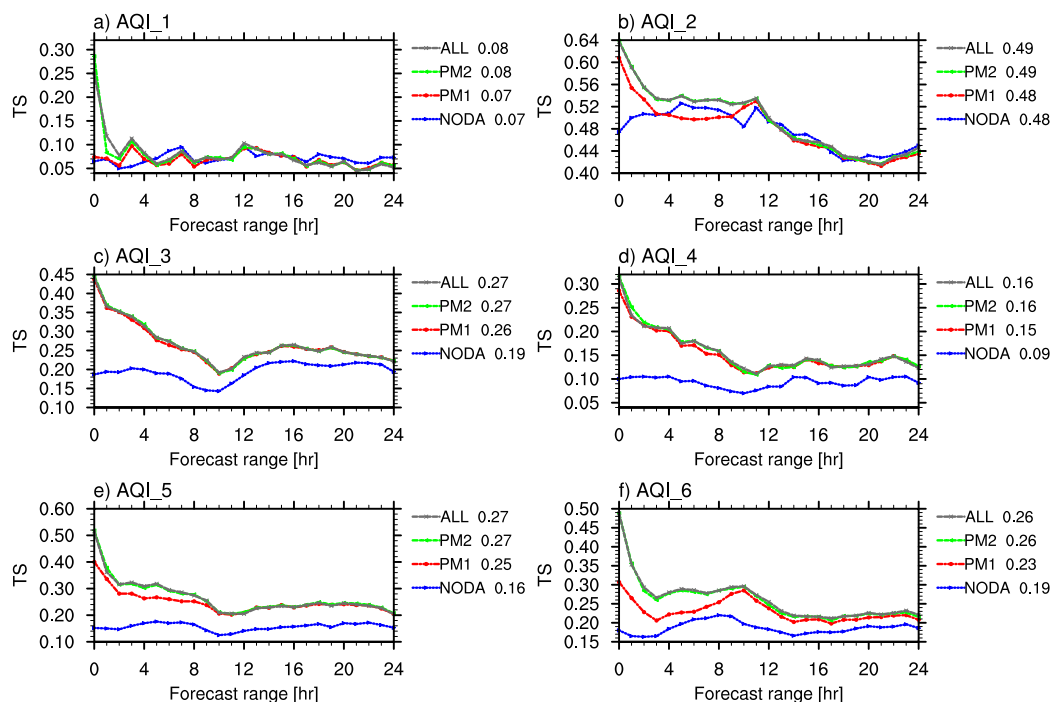 a) AQI_1
TS
0.30
0.25
0.20
0.15
0.10
0.05
0 4 8 12 16 20 24
Forecast range [hr]
ALL 0.08
PM2 0.08
PM1 0.07
NODA 0.07
b) AQI_2
TS
0.64
0.60
0.56
0.52
0.48
0.44
0.40
0 4 8 12 16 20 24
Forecast range [hr]
ALL 0.49
PM2 0.49
PM1 0.48
NODA 0.48
c) AQI_3
TS
0.45
0.40
0.35
0.30
0.25
0.20
0.15
0.10
0 4 8 12 16 20 24
Forecast range [hr]
ALL 0.27
PM2 0.27
PM1 0.26
NODA 0.19
d) AQI_4
TS
0.30
0.25
0.20
0.15
0.10
0.05
0 4 8 12 16 20 24
Forecast range [hr]
ALL 0.16
PM2 0.16
PM1 0.15
NODA 0.09
e) AQI_5
TS
0.60
0.50
0.40
0.30
0.20
0.10
0 4 8 12 16 20 24
Forecast range [hr]
ALL 0.27
PM2 0.27
PM1 0.25
NODA 0.16
f) AQI_6
TS
0.50
0.45
0.40
0.35
0.30
0.25
0.20
0.15
0 4 8 12 16 20 24
Forecast range [hr]
ALL 0.26
PM2 0.26
PM1 0.23
NODA 0.19